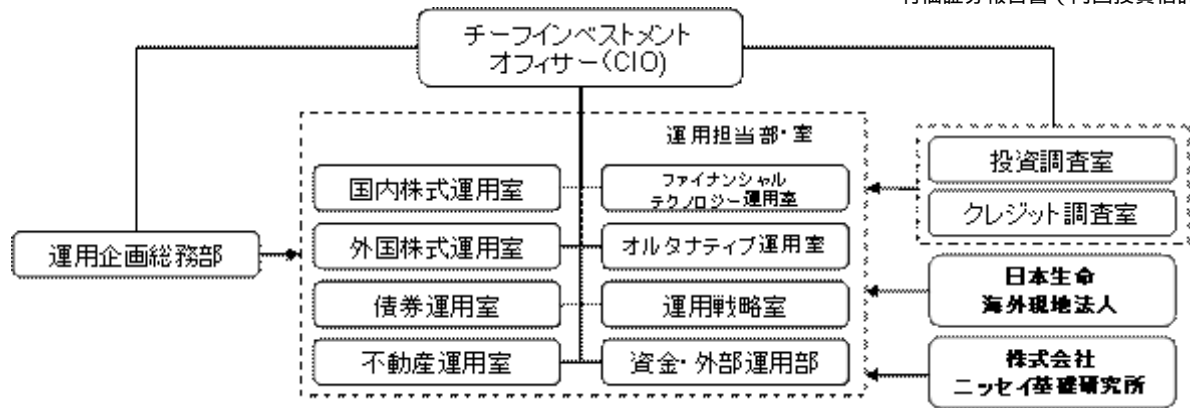 チーフインベストメント
オフィサー(CIO)
運用担当部・室
国内株式運用室
ファイナンシャル
テクノロジー運用室
外国株式運用室
オルタナティブ運用室
債券運用室
運用戦略室
不動産運用室
資金・外部運用部
運用企画総務部
投資調査室
クレジット調査室
日本生命
海外現地法人
株式会社
ニッセイ基礎研究所